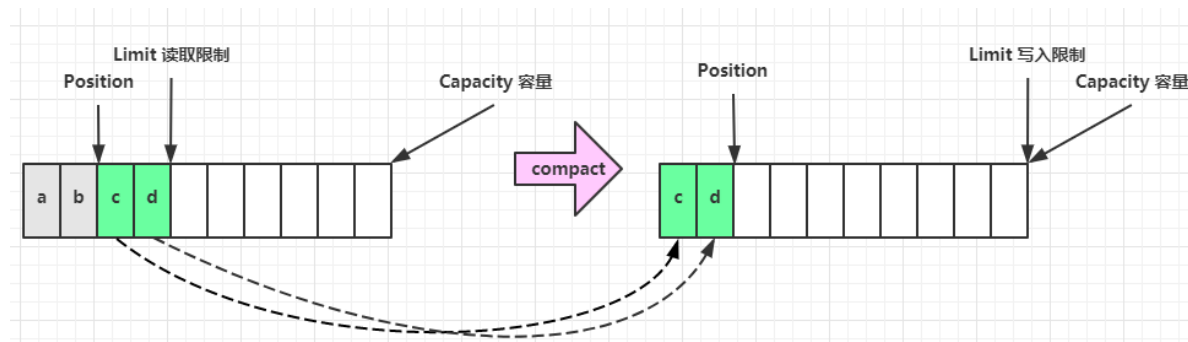 Limit 读取限制
Position
Capacity 容量
a b c d
compact
Limit 写入限制
Position
Capacity 容量
c d